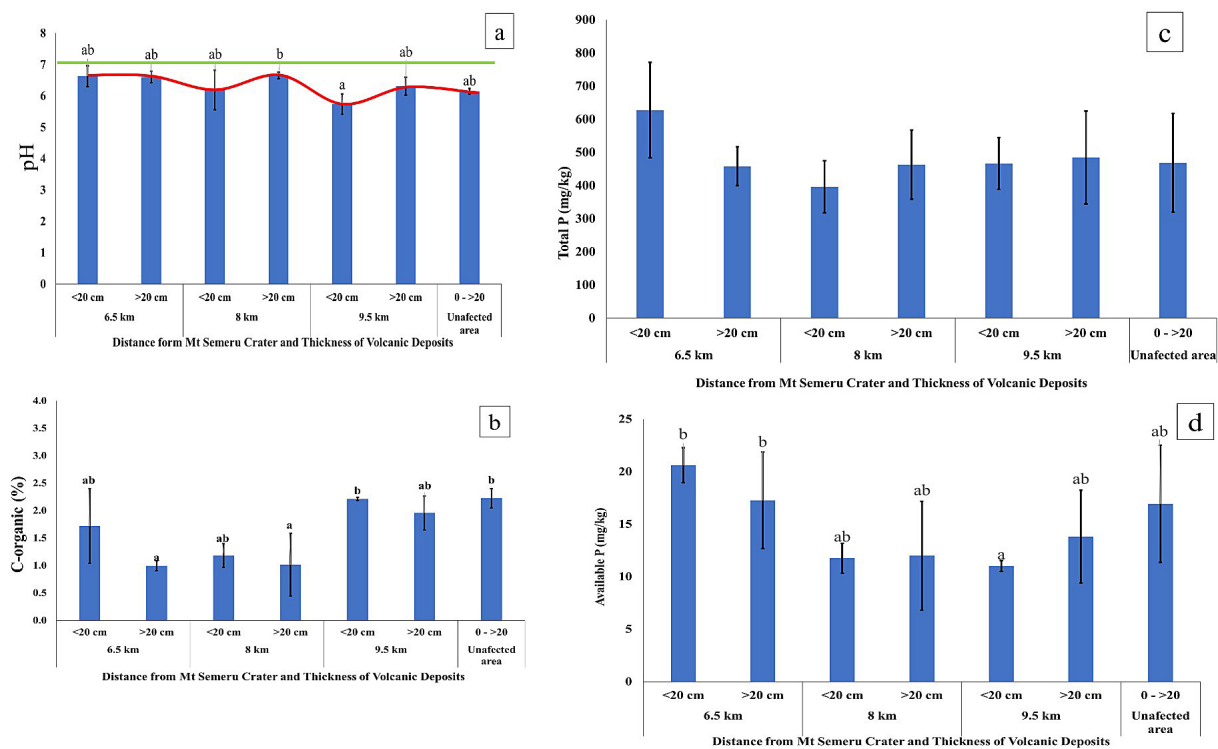 a
8
7
6
5
4
3
2
1
0
pH
ab ab ab b a ab ab
<20 cm >20 cm <20 cm >20 cm <20 cm >20 cm 0 - >20
6.5 km 8 km 9.5 km Unafected
area
Distance form Mt Semeru Crater and Thickness of Volcanic Deposits
b
4.0
3.5
3.0
2.5
2.0
1.5
1.0
0.5
0.0
C-organic (%)
ab a ab a b ab b
<20 cm >20 cm <20 cm >20 cm <20 cm >20 cm 0 - >20
6.5 km 8 km 9.5 km Unafected
area
Distance from Mt Semeru Crater and Thickness of Volcanic Deposits
c
900
800
700
600
500
400
300
200
100
0
Total P (mg/kg)
<20 cm >20 cm <20 cm >20 cm <20 cm >20 cm 0 - >20
6.5 km 8 km 9.5 km Unafected area
Distance from Mt Semeru Crater and Thickness of Volcanic Deposits
d
25
20
15
10
5
0
Available P (mg/kg)
b b ab ab a ab ab
<20 cm >20 cm <20 cm >20 cm <20 cm >20 cm 0 - >20
6.5 km 8 km 9.5 km Unafected
area
Distance from Mt Semeru Crater and Thickness of Volcanic Deposits